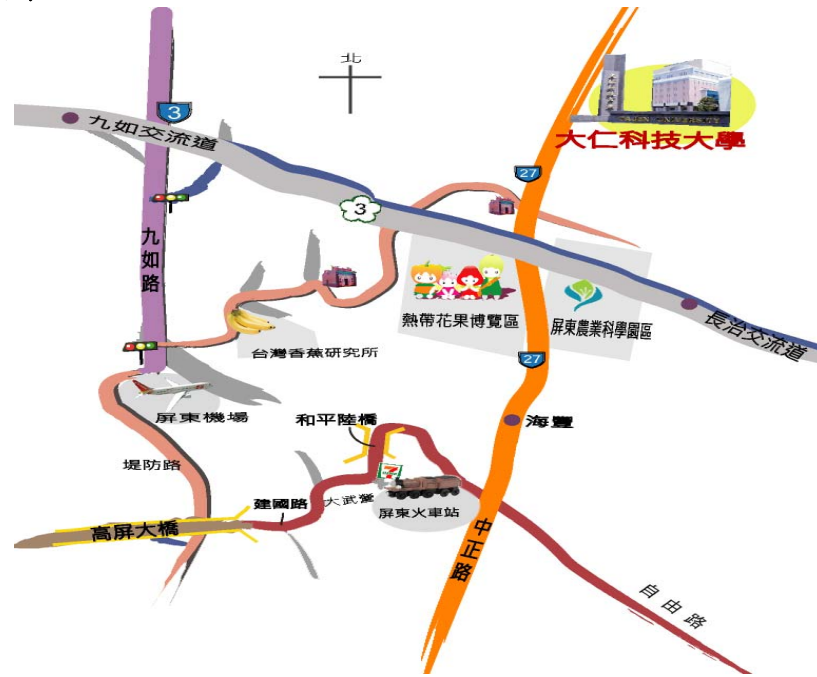 北
3
九如交流道
27
大仁科技大學
3
九如路
熱帶花果博覽區
屏東農業科學園區
長治交流道
台灣香蕉研究所
27
屏東機場
和平陸橋
海豐
堤防路
7
大武營
建國路
屏東火車站
高屏大橋
中正路
自由路